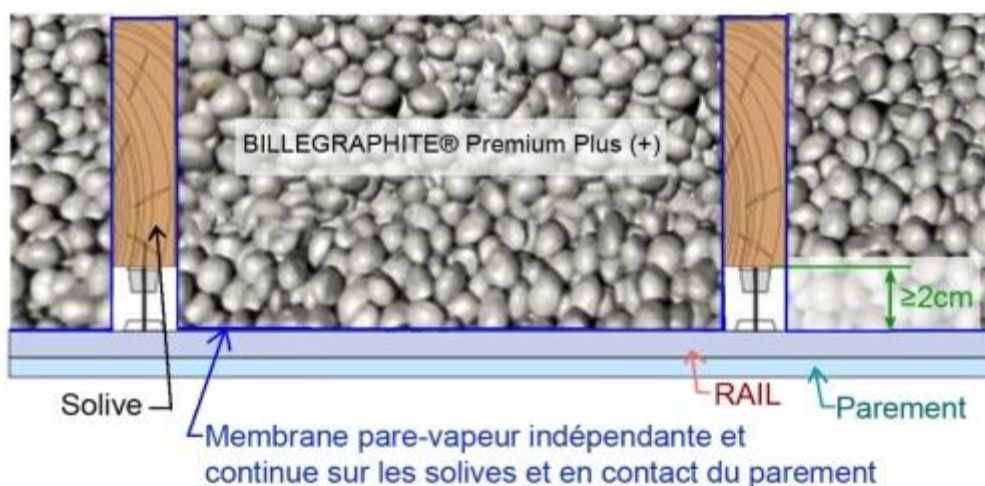 BILLEGRAPHITE® Premium Plus (+)
≥2cm
Solive
RAIL
Parement
Membrane pare-vapeur indépendante et
continue sur les solives et en contact du parement